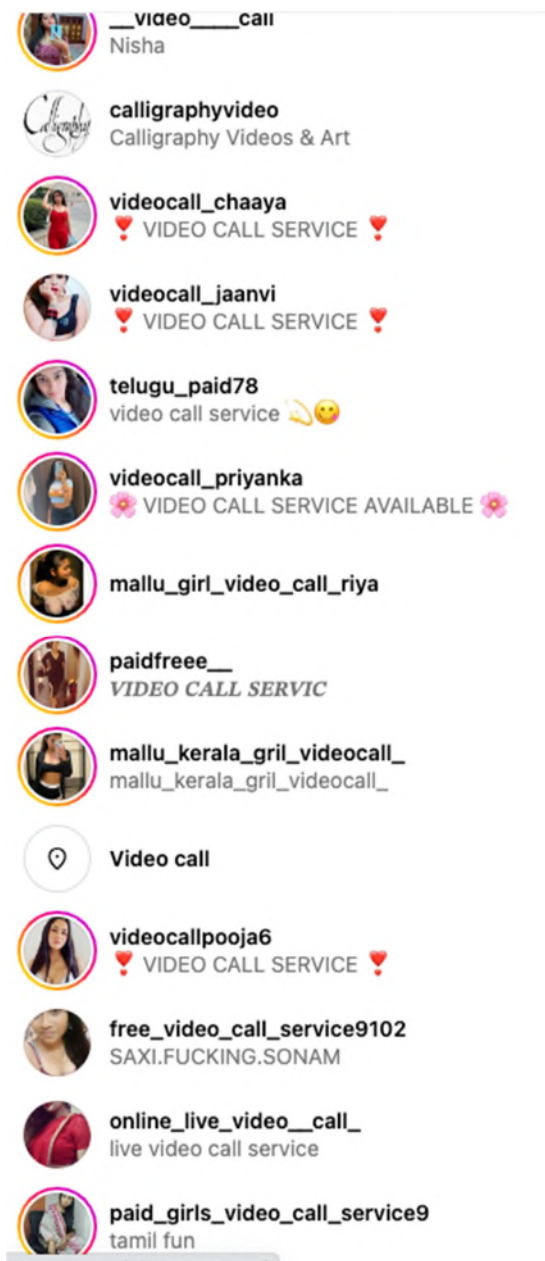 __video____call
Nisha
Calligraphy
calligraphyvideo
Calligraphy Videos & Art
videocall_chaaya
❣️ VIDEO CALL SERVICE ❣️
videocall_jaanvi
❣️ VIDEO CALL SERVICE ❣️
telugu_paid78
video call service 💫😋
videocall_priyanka
🌸 VIDEO CALL SERVICE AVAILABLE 🌸
mallu_girl_video_call_riya
paidfreee__
VIDEO CALL SERVIC
mallu_kerala_gril_videocall_
mallu_kerala_gril_videocall_
Video call
videocallpooja6
❣️ VIDEO CALL SERVICE ❣️
free_video_call_service9102
SAXI.FUCKING.SONAM
online_live_video__call_
live video call service
paid_girls_video_call_service9
tamil fun